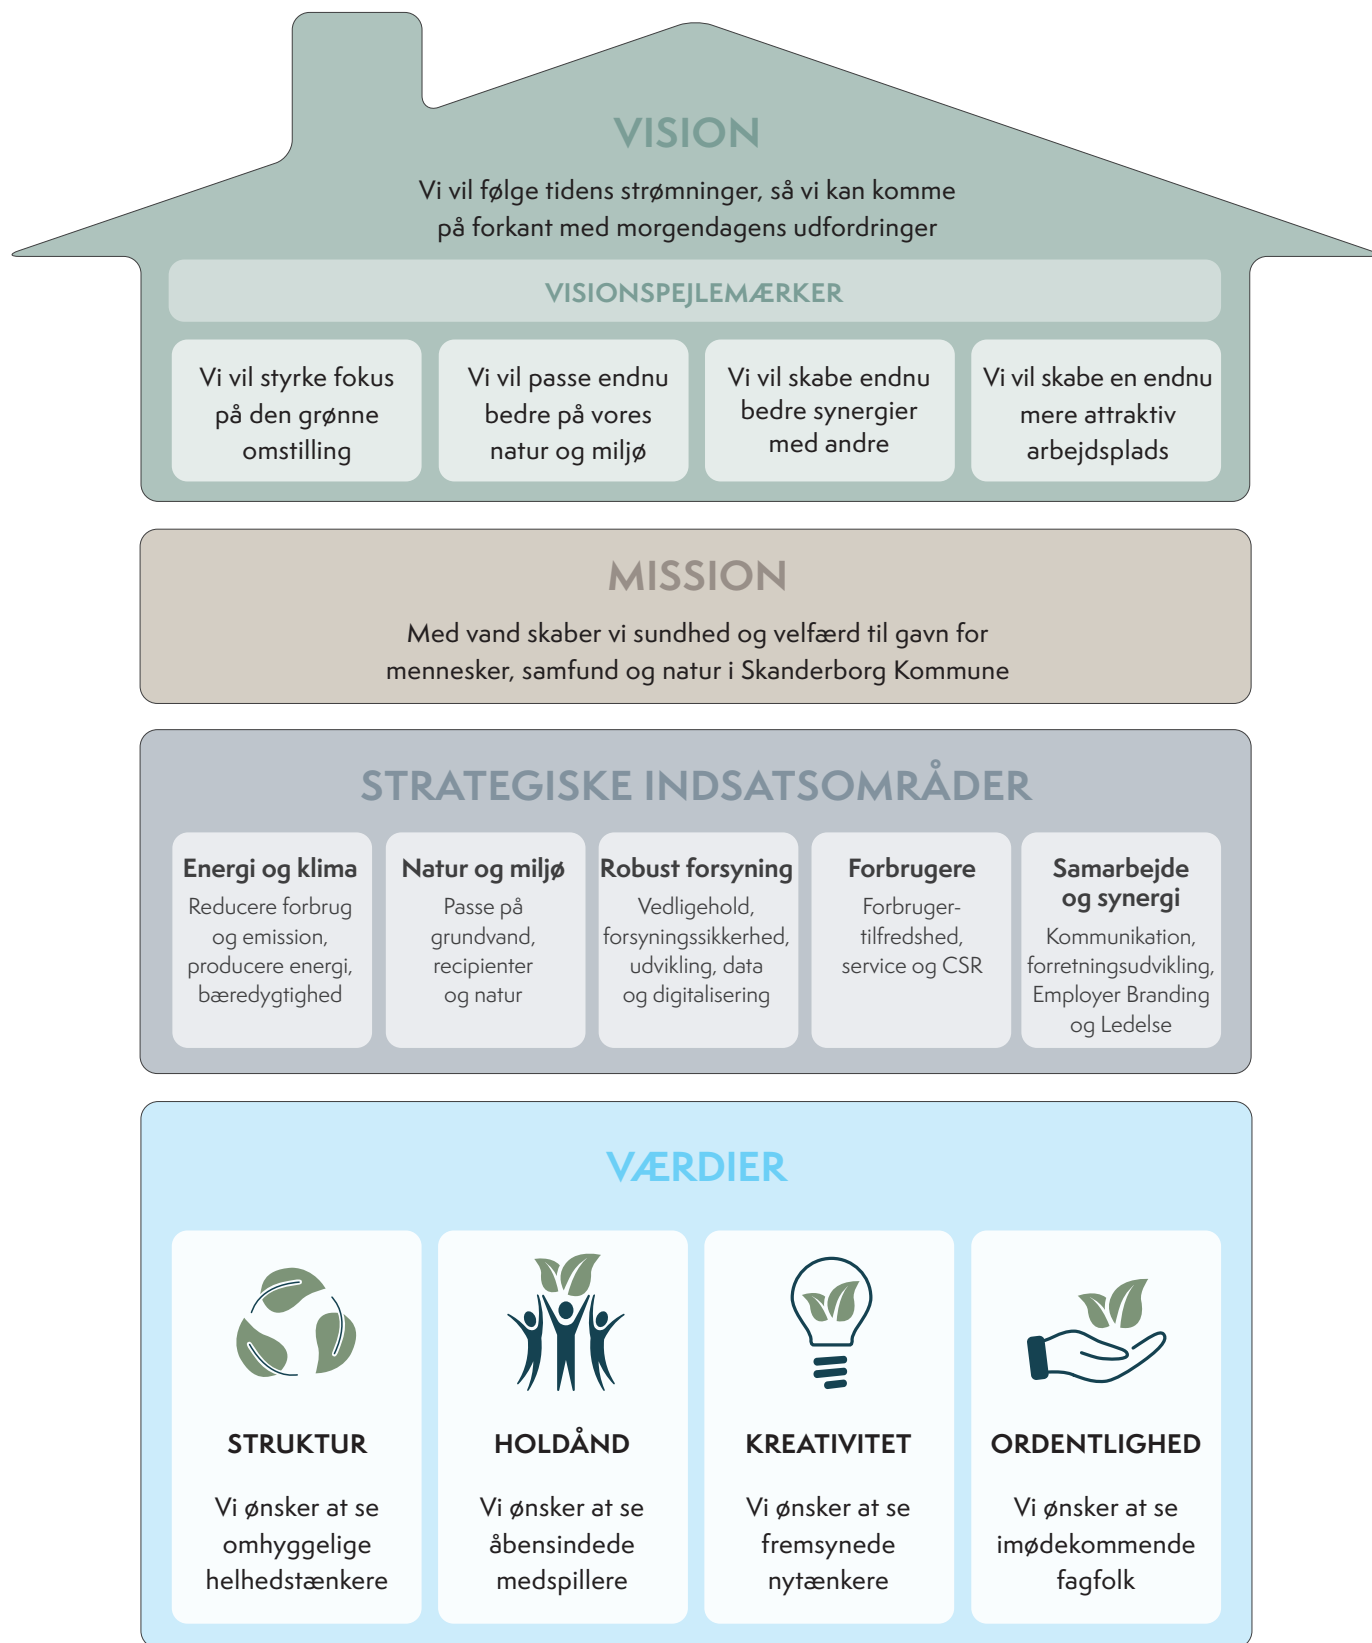 VISION
Vi vil følge tidens strømninger, så vi kan komme
på forkant med morgendagens udfordringer
VISIONSPEJLEMÆRKER
Vi vil styrke fokus
på den grønne
omstilling
Vi vil passe endnu
bedre på vores
natur og miljø
Vi vil skabe endnu
bedre synergier
med andre
Vi vil skabe en endnu
mere attraktiv
arbejdsplads
MISSION
Med vand skaber vi sundhed og velfærd til gavn for
mennesker, samfund og natur i Skanderborg Kommune
STRATEGISKE INDSATSOMRÅDER
Energi og klima
Reducere forbrug
og emission,
producere energi,
bæredygtighed
Natur og miljø
Passe på
grundvand,
recipienter
og natur
Robust forsyning
Vedligehold,
forsyningssikkerhed,
udvikling, data
og digitalisering
Forbrugere
Forbruger-
tilfredshed,
service og CSR
Samarbejde
og synergi
Kommunikation,
forretningsudvikling,
Employer Branding
og Ledelse
VÆRDIER
STRUKTUR
Vi ønsker at se
omhyggelige
helhedstænkere
HOLDÅND
Vi ønsker at se
åbensindede
medspillere
KREATIVITET
Vi ønsker at se
fremsynede
nytænkere
ORDENTLIGHED
Vi ønsker at se
imødekommende
fagfolk